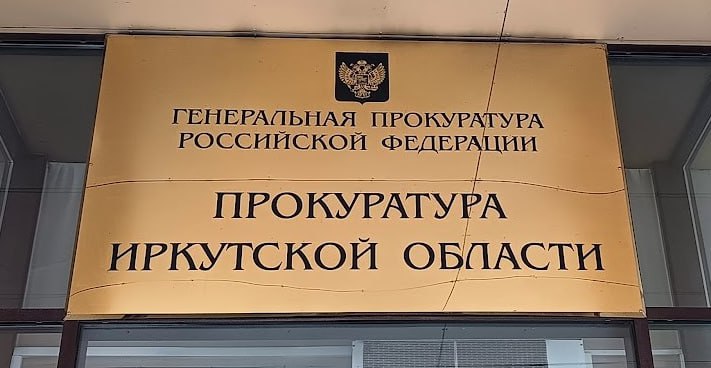 ГЕНЕРАЛЬНАЯ ПРОКУРАТУРА
РОССИЙСКОЙ ФЕДЕРАЦИИ
ПРОКУРАТУРА
ИРКУТСКОЙ ОБЛАСТИ